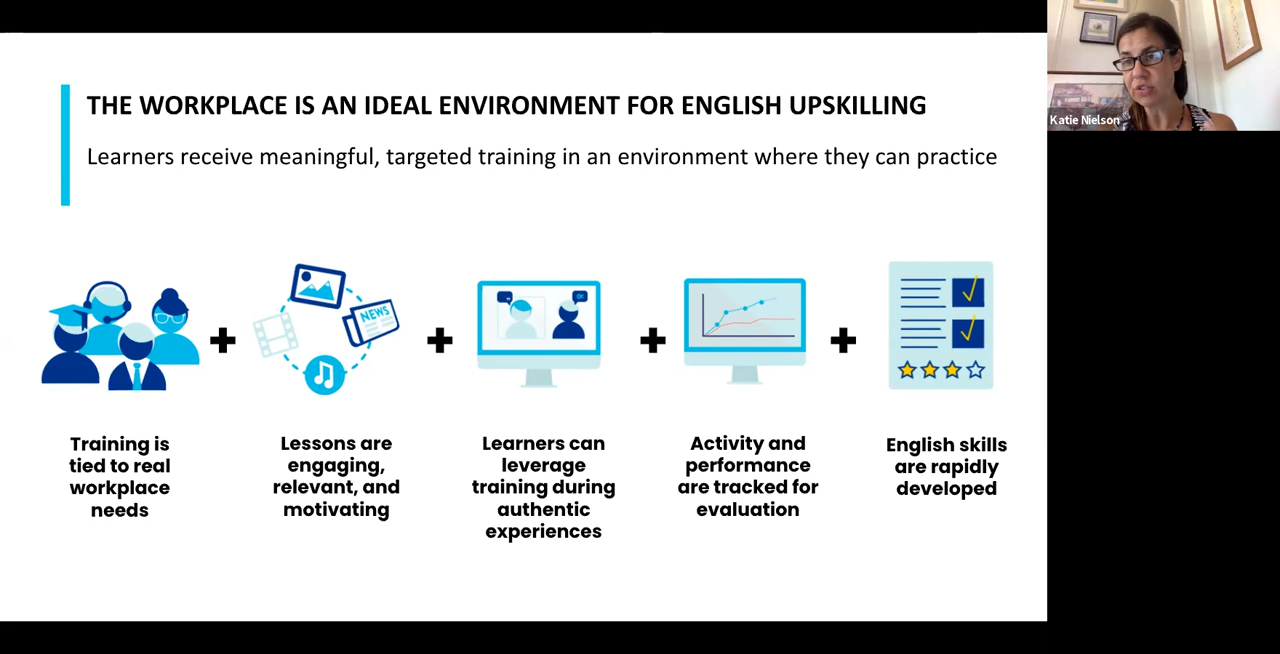 THE WORKPLACE IS AN IDEAL ENVIRONMENT FOR ENGLISH UPSKILLING
Learners receive meaningful, targeted training in an environment where they can practice
Katie Nielson
NEWS
Training is
tied to real
workplace
needs
Lessons are
engaging,
relevant, and
motivating
Learners can
leverage
training during
authentic
experiences
Activity and
performance
are tracked for
evaluation
English skills
are rapidly
developed